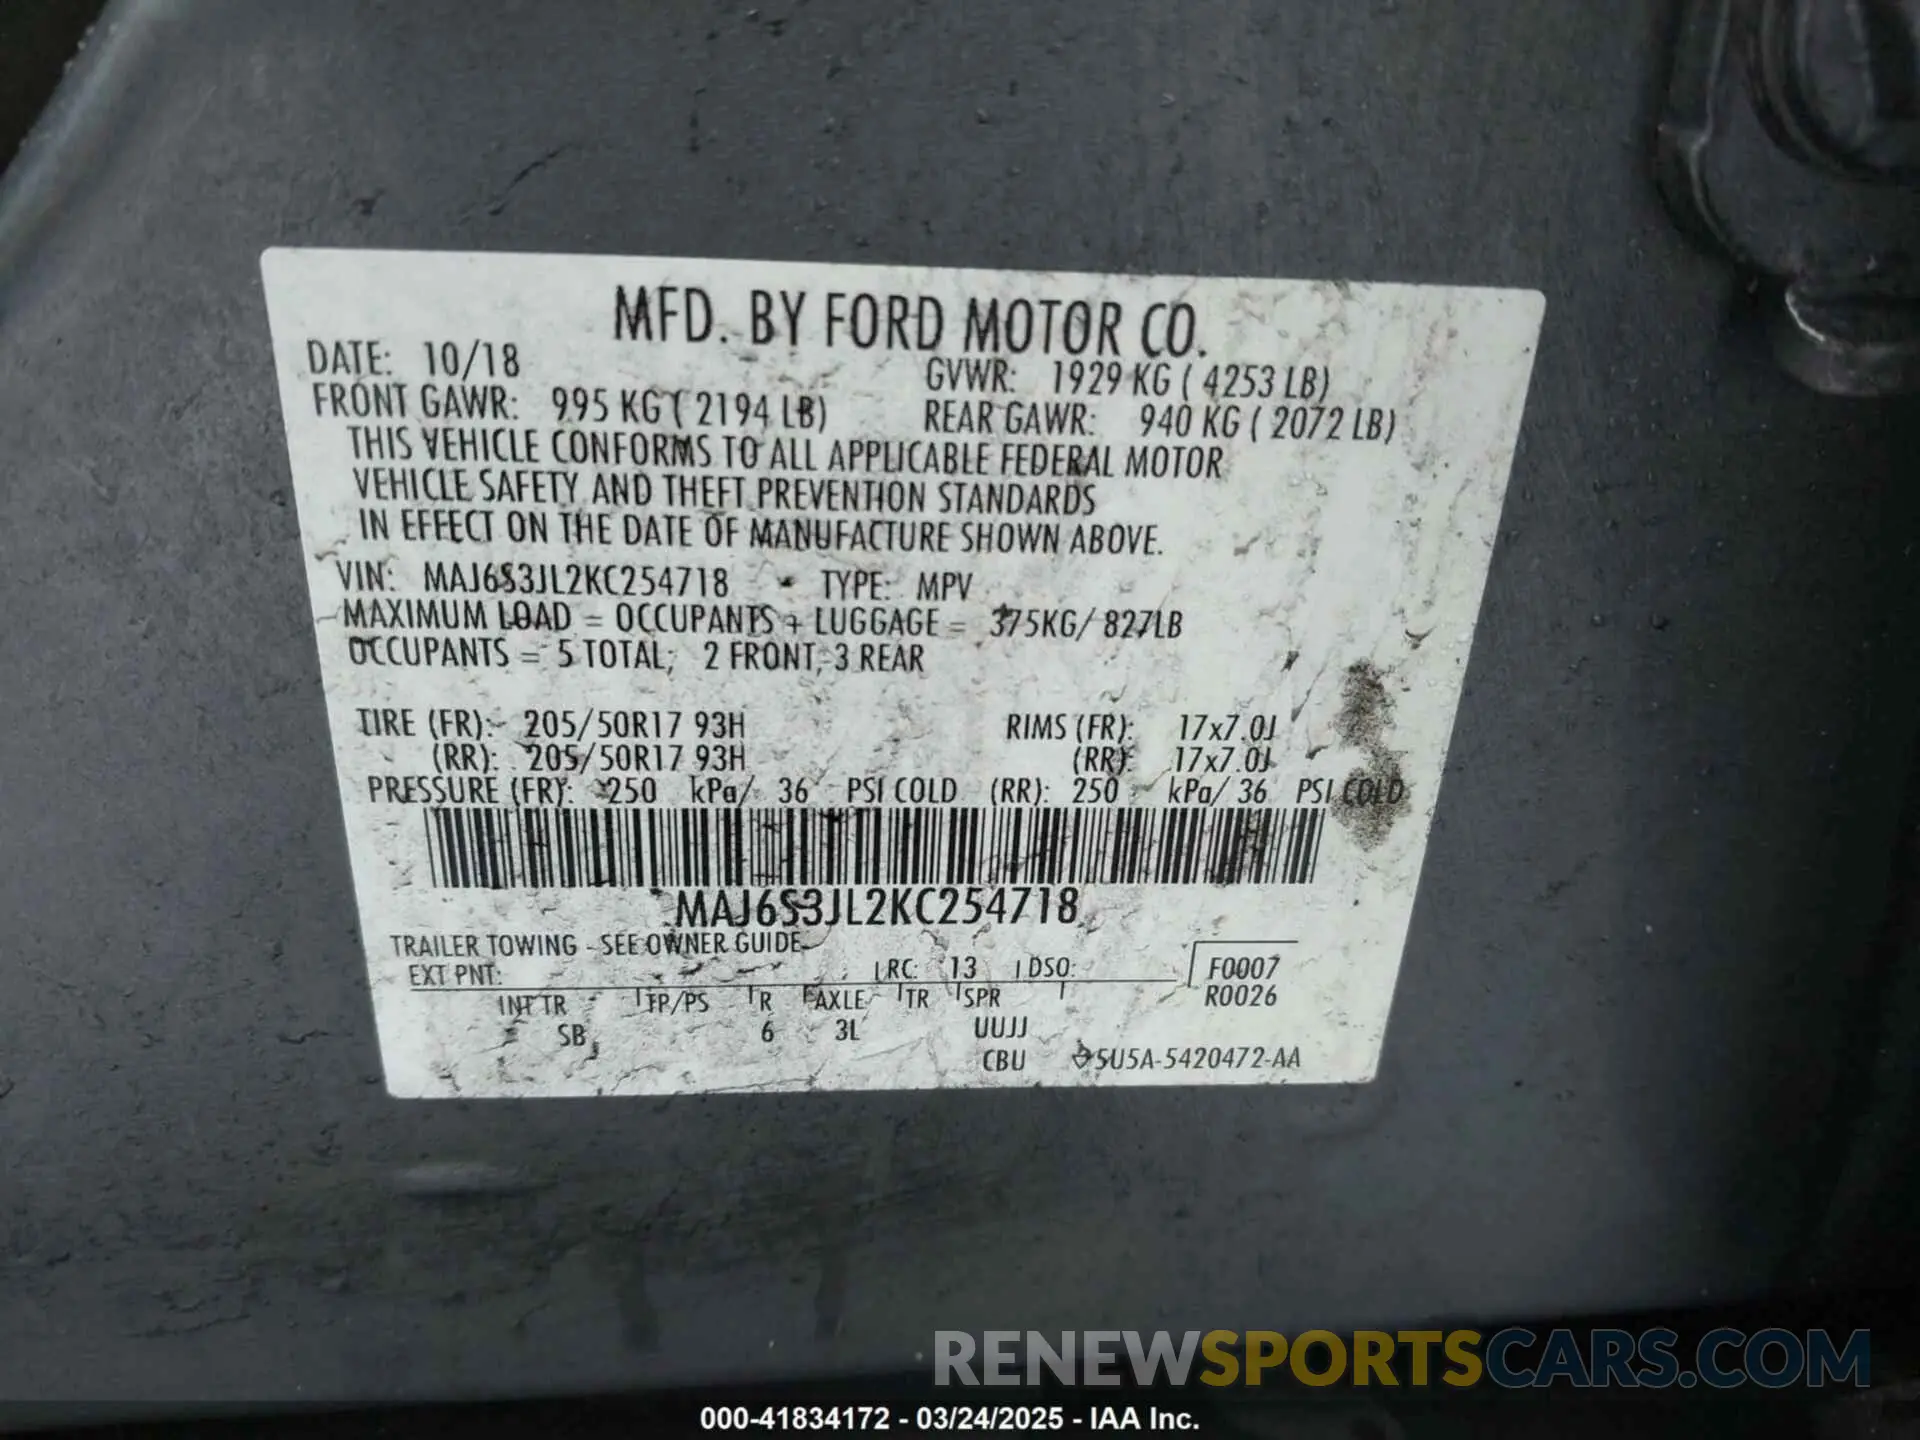 MFD. BY FORD MOTOR CO.
DATE: 10/18 GVWR: 1929 KG ( 4253 LB)
FRONT GAWR: 995 KG ( 2194 LB) REAR GAWR: 940 KG ( 2072 LB)
THIS VEHICLE CONFORMS TO ALL APPLICABLE FEDERAL MOTOR
VEHICLE SAFETY AND THEFT PREVENTION STANDARDS
IN EFFECT ON THE DATE OF MANUFACTURE SHOWN ABOVE.
VIN: MAJ6S3JL2KC254718 TYPE: MPV
MAXIMUM LOAD = OCCUPANTS + LUGGAGE = 375KG/ 827LB
OCCUPANTS = 5 TOTAL; 2 FRONT, 3 REAR
TIRE (FR): 205/50R17 93H RIMS (FR): 17x7.0J
(RR): 205/50R17 93H (RR): 17x7.0J
PRESSURE (FR): 250 kPa/ 36 PSI COLD (RR): 250 kPa/ 36 PSI COLD
MAJ6S3JL2KC254718
TRAILER TOWING - SEE OWNER GUIDE
EXT PNT: RC: 13 DSO: F0007
R0026
INT TR TP/PS R AXLE TR SPR
SB 6 3L UUJJ
CBU 5U5A-5420472-AA
RENEWSPORTSCARS.COM
000-41834172 - 03/24/2025 - IAA Inc.